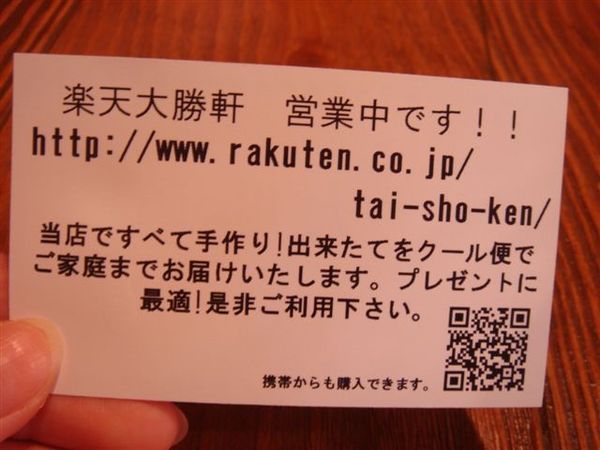 楽天大勝軒　営業中です！！
http://www.rakuten.co.jp/
tai-sho-ken/
当店ですべて手作り!出来たてをクール便で
ご家庭までお届けいたします。プレゼントに
最適!是非ご利用下さい。
携帯からも購入できます。